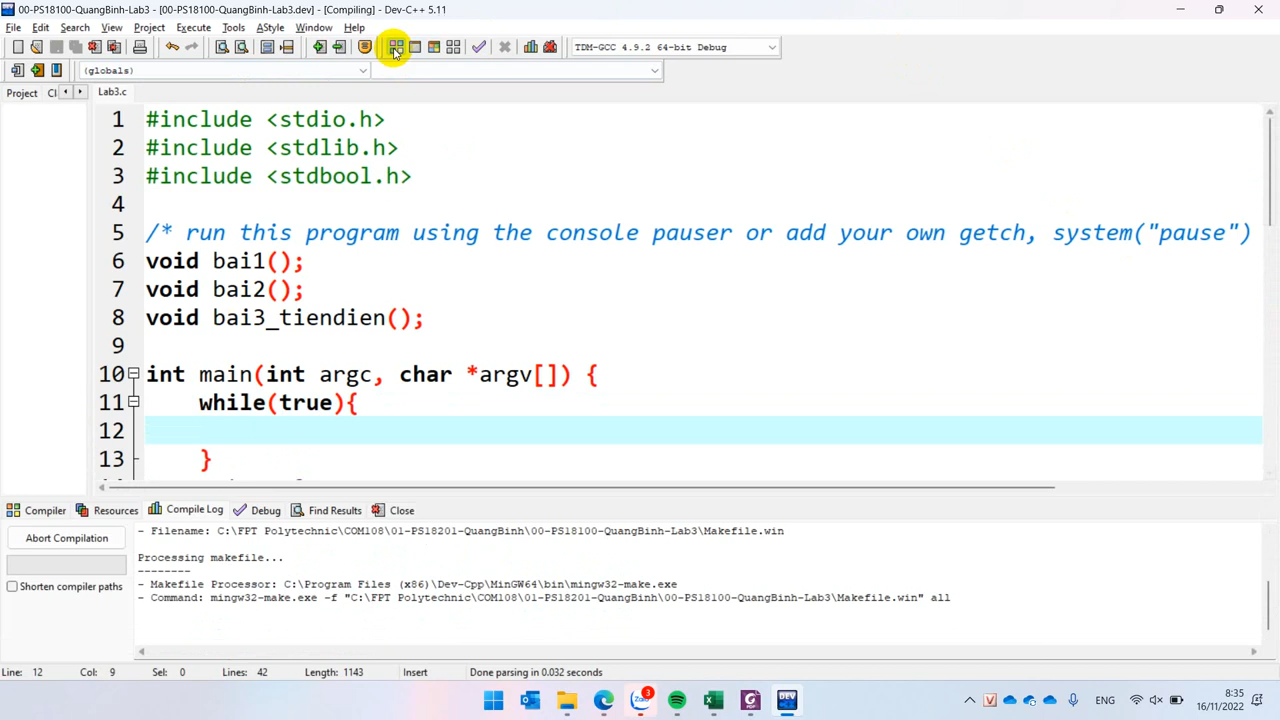 00-PS18100-QuangBinh-Lab3 - [00-PS18100-QuangBinh-Lab3.dev] - [Compiling] - Dev-C++ 5.11
File Edit Search View Project Execute Tools AStyle Window Help
TDM-GCC 4.9.2 64-bit Debug
(globals)
Project Cl Lab3.c
1 #include <stdio.h>
2 #include <stdlib.h>
3 #include <stdbool.h>
4
5 /* run this program using the console pauser or add your own getch, system("pause")
6 void bai1();
7 void bai2();
8 void bai3_tiendien();
9
10 int main(int argc, char *argv[]) {
11 while(true){
12
13 }
Compiler Resources Compile Log Debug Find Results Close
Abort Compilation
Shorten compiler paths
- Filename: C:\FPT Polytechnic\COM108\01-PS18201-QuangBinh\00-PS18100-QuangBinh-Lab3\Makefile.win
Processing makefile...
--------
- Makefile Processor: C:\Program Files (x86)\Dev-Cpp\MinGW64\bin\mingw32-make.exe
- Command: mingw32-make.exe -f "C:\FPT Polytechnic\COM108\01-PS18201-QuangBinh\00-PS18100-QuangBinh-Lab3\Makefile.win" all
Line: 12 Col: 9 Sel: 0 Lines: 42 Length: 1143 Insert Done parsing in 0.032 seconds
Zalo 3 DEV ENG 8:35
16/11/2022